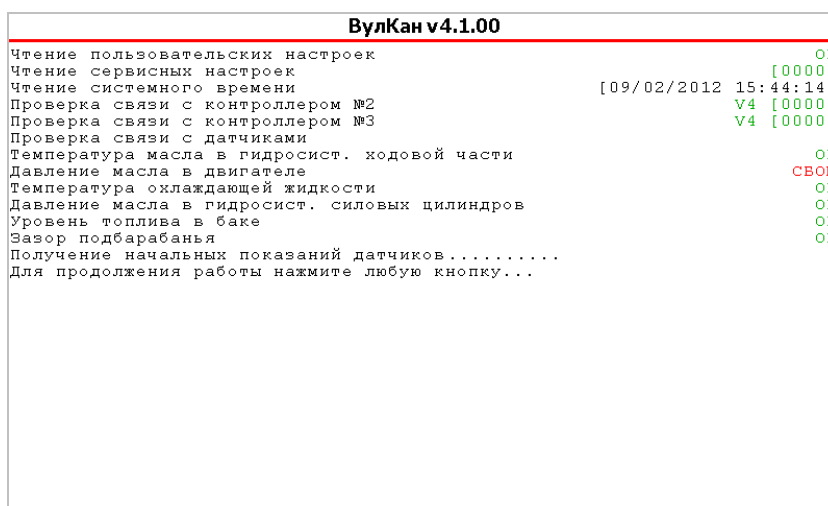 ВулКан v4.1.00
Чтение пользовательских настроек
Чтение сервисных настроек [0000
Чтение системного времени [09/02/2012 15:44:14
Проверка связи с контроллером №2 V4 [0000
Проверка связи с контроллером №3 V4 [0000
Проверка связи с датчиками
Температура масла в гидросист. ходовой части
Давление масла в двигателе
Температура охлаждающей жидкости
Давление масла в гидросист. силовых цилиндров
Уровень топлива в баке
Зазор подбарабанья
Получение начальных показаний датчиков..........
Для продолжения работы нажмите любую кнопку...